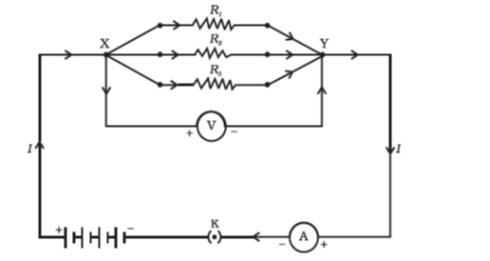 R₁
R₂
X
Y
R₃
+ V −
I
I
K
+ −
− A +